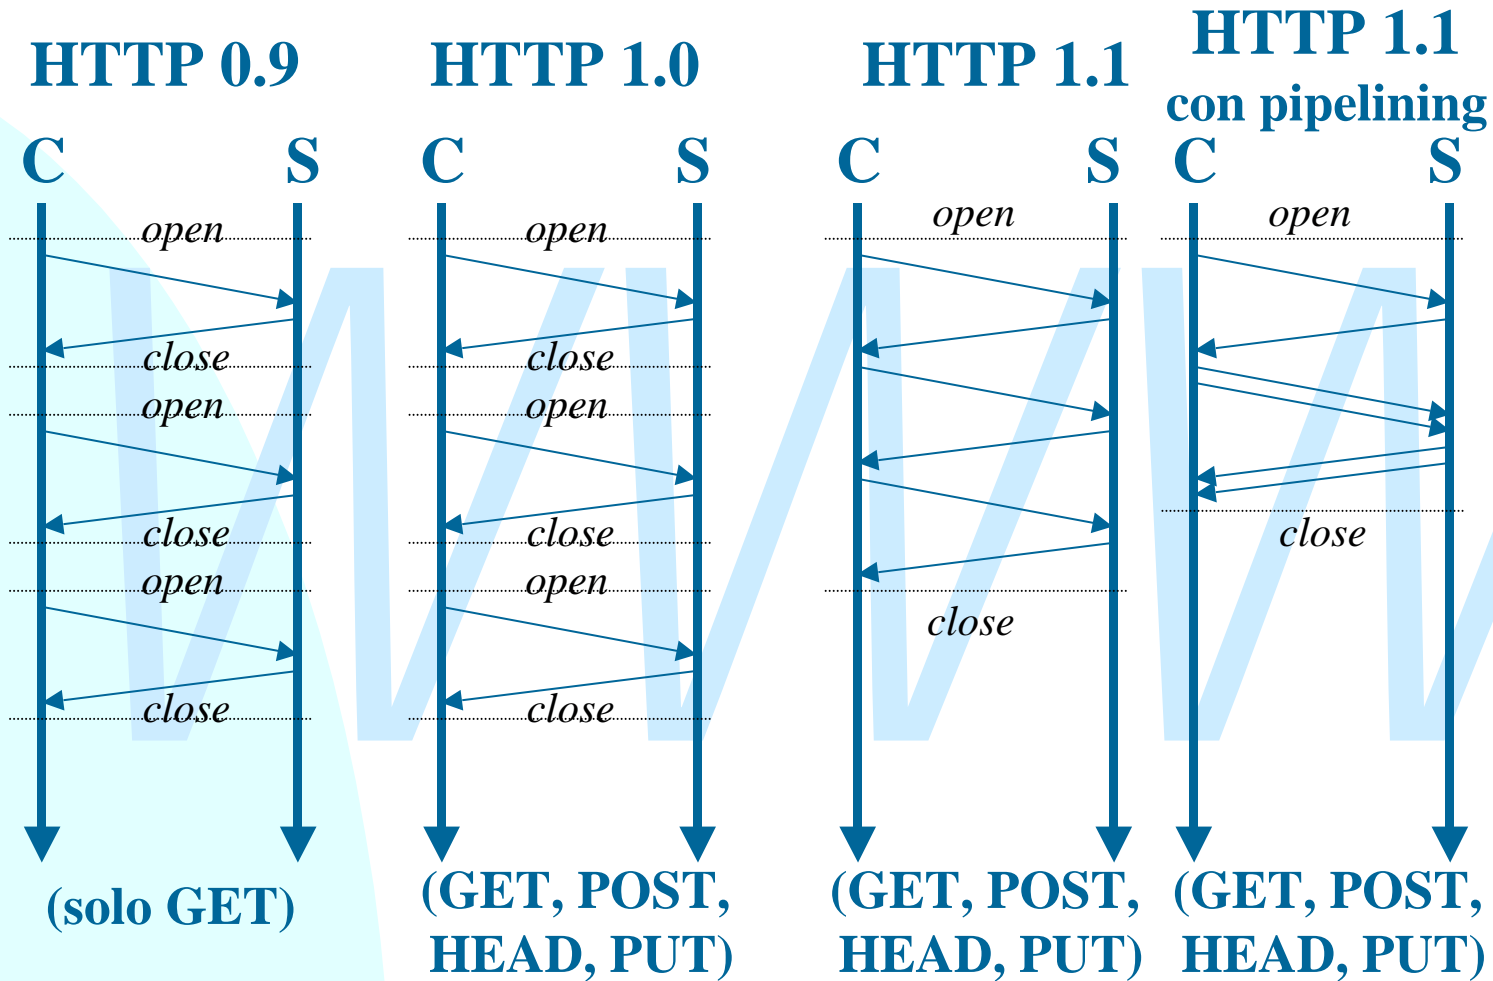 HTTP 0.9
C S
open
close
open
close
open
close
(solo GET)
HTTP 1.0
C S
open
close
open
close
open
close
(GET, POST,
HEAD, PUT)
HTTP 1.1
C S
open
close
(GET, POST,
HEAD, PUT)
HTTP 1.1
con pipelining
C S
open
close
(GET, POST,
HEAD, PUT)
WWW